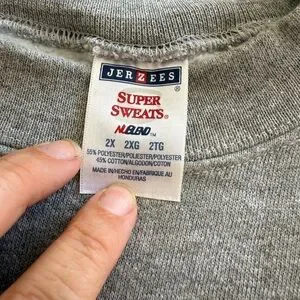 JERZEES
®
SUPER
SWEATS®
NUBLEND™
2X 2XG 2TG
55% POLYESTER/POLIESTER/POLYESTER
45% COTTON/ALGODON/COTON
MADE IN/HECHO EN/FABRIQUE AU
HONDURAS